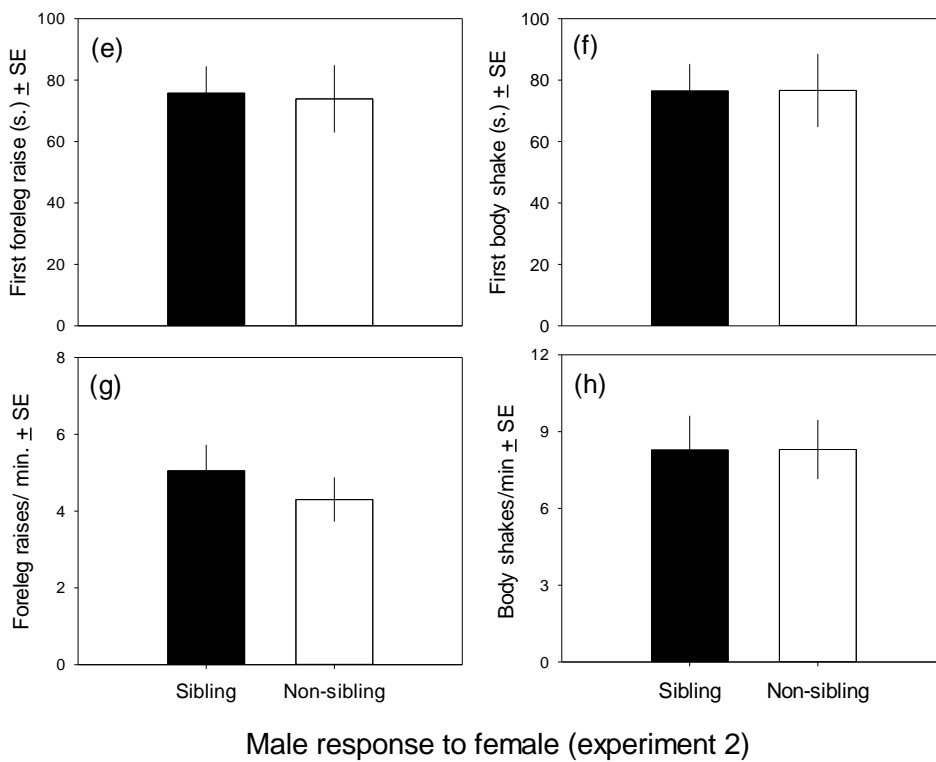 First foreleg raise (s.) ± SE
100
80
60
40
20
0
(e)
First body shake (s.) ± SE
100
80
60
40
20
0
(f)
Foreleg raises/ min. ± SE
8
6
4
2
0
(g)
Sibling Non-sibling
Body shakes/min ± SE
12
9
6
3
0
(h)
Sibling Non-sibling
Male response to female (experiment 2)